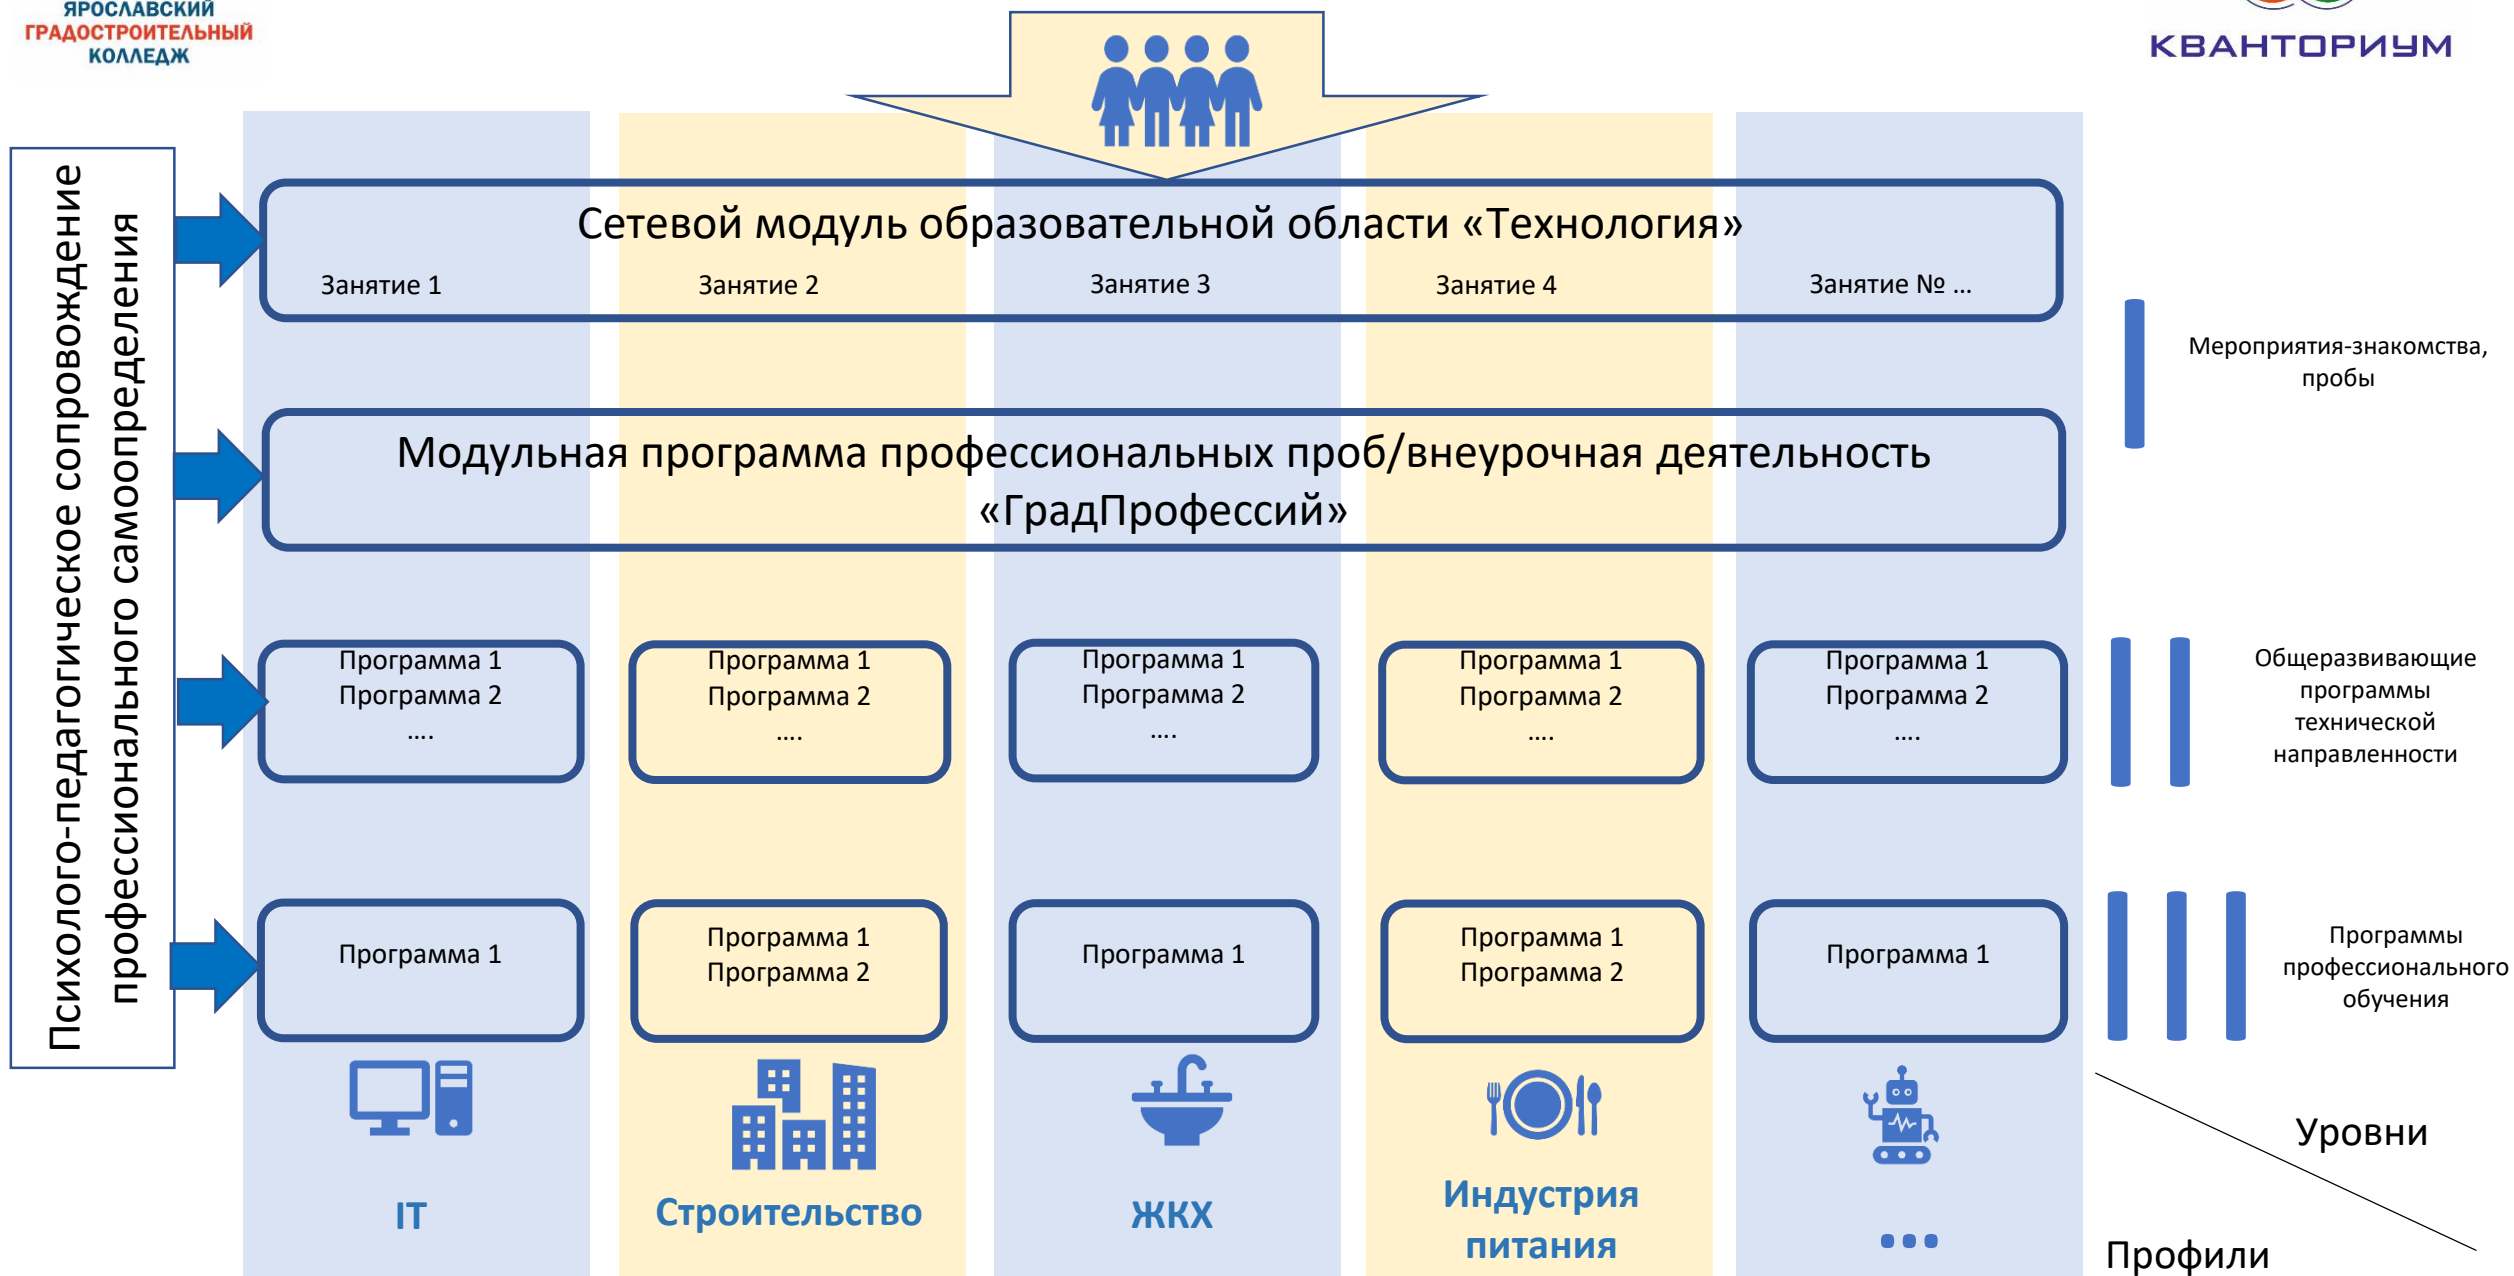 ЯРОСЛАВСКИЙ
ГРАДОСТРОИТЕЛЬНЫЙ
КОЛЛЕДЖ
КВАНТОРИУМ
Психолого-педагогическое сопровождение
профессионального самоопределения
Сетевой модуль образовательной области «Технология»
Занятие 1
Занятие 2
Занятие 3
Занятие 4
Занятие № ...
Мероприятия-знакомства,
пробы
Модульная программа профессиональных проб/внеурочная деятельность
«ГрадПрофессий»
Программа 1
Программа 2
....
Программа 1
Программа 2
....
Программа 1
Программа 2
....
Программа 1
Программа 2
....
Программа 1
Программа 2
....
Общеразвивающие
программы
технической
направленности
Программа 1
Программа 1
Программа 2
Программа 1
Программа 1
Программа 2
Программа 1
Программы
профессионального
обучения
IT
Строительство
ЖКХ
Индустрия
питания
...
Уровни
Профили